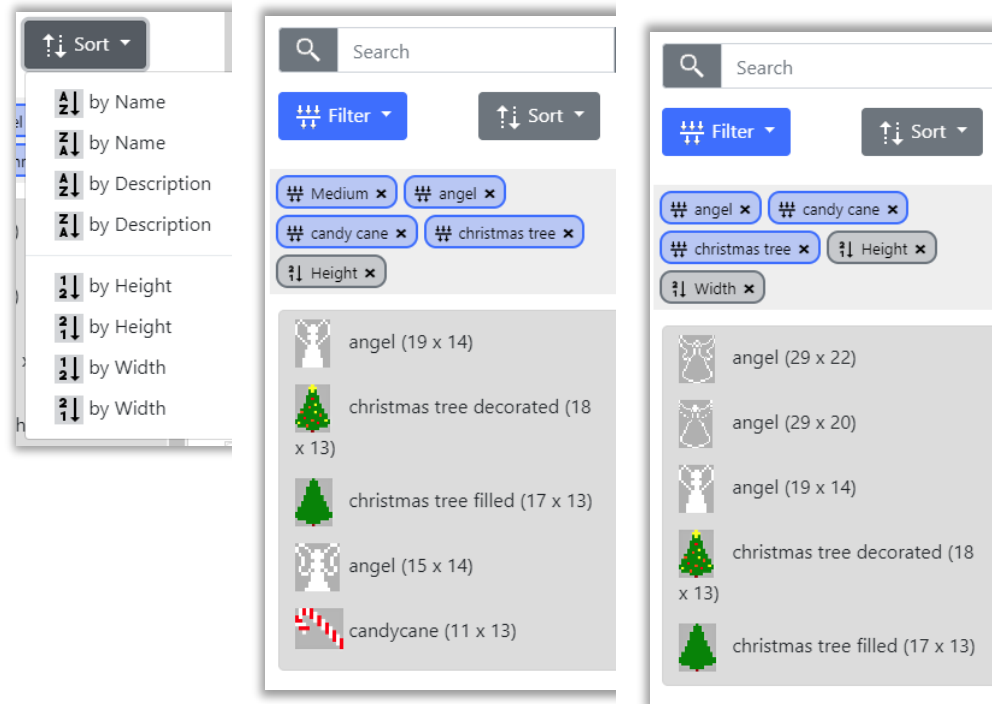 Sort
by Name
by Name
by Description
by Description
by Height
by Height
by Width
by Width
Search
Filter Sort
Medium × angel ×
candy cane × christmas tree ×
Height ×
angel (19 x 14)
christmas tree decorated (18
x 13)
christmas tree filled (17 x 13)
angel (15 x 14)
candycane (11 x 13)
Search
Filter Sort
angel × candy cane ×
christmas tree × Height ×
Width ×
angel (29 x 22)
angel (29 x 20)
angel (19 x 14)
christmas tree decorated (18
x 13)
christmas tree filled (17 x 13)